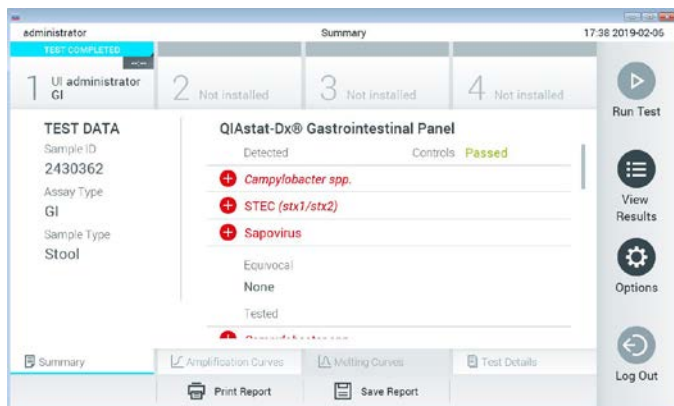 administrator Summary 17:38 2019-02-06
TEST COMPLETED
--:--
1 UI administrator
GI
2 Not installed
3 Not installed
4 Not installed
Run Test
View
Results
Options
Log Out
TEST DATA
Sample ID
2430362
Assay Type
GI
Sample Type
Stool
QIAstat-Dx® Gastrointestinal Panel
Detected Controls Passed
Campylobacter spp.
STEC (stx1/stx2)
Sapovirus
Equivocal
None
Tested
Campylobacter spp.
Summary Amplification Curves Melting Curves Test Details
Print Report Save Report